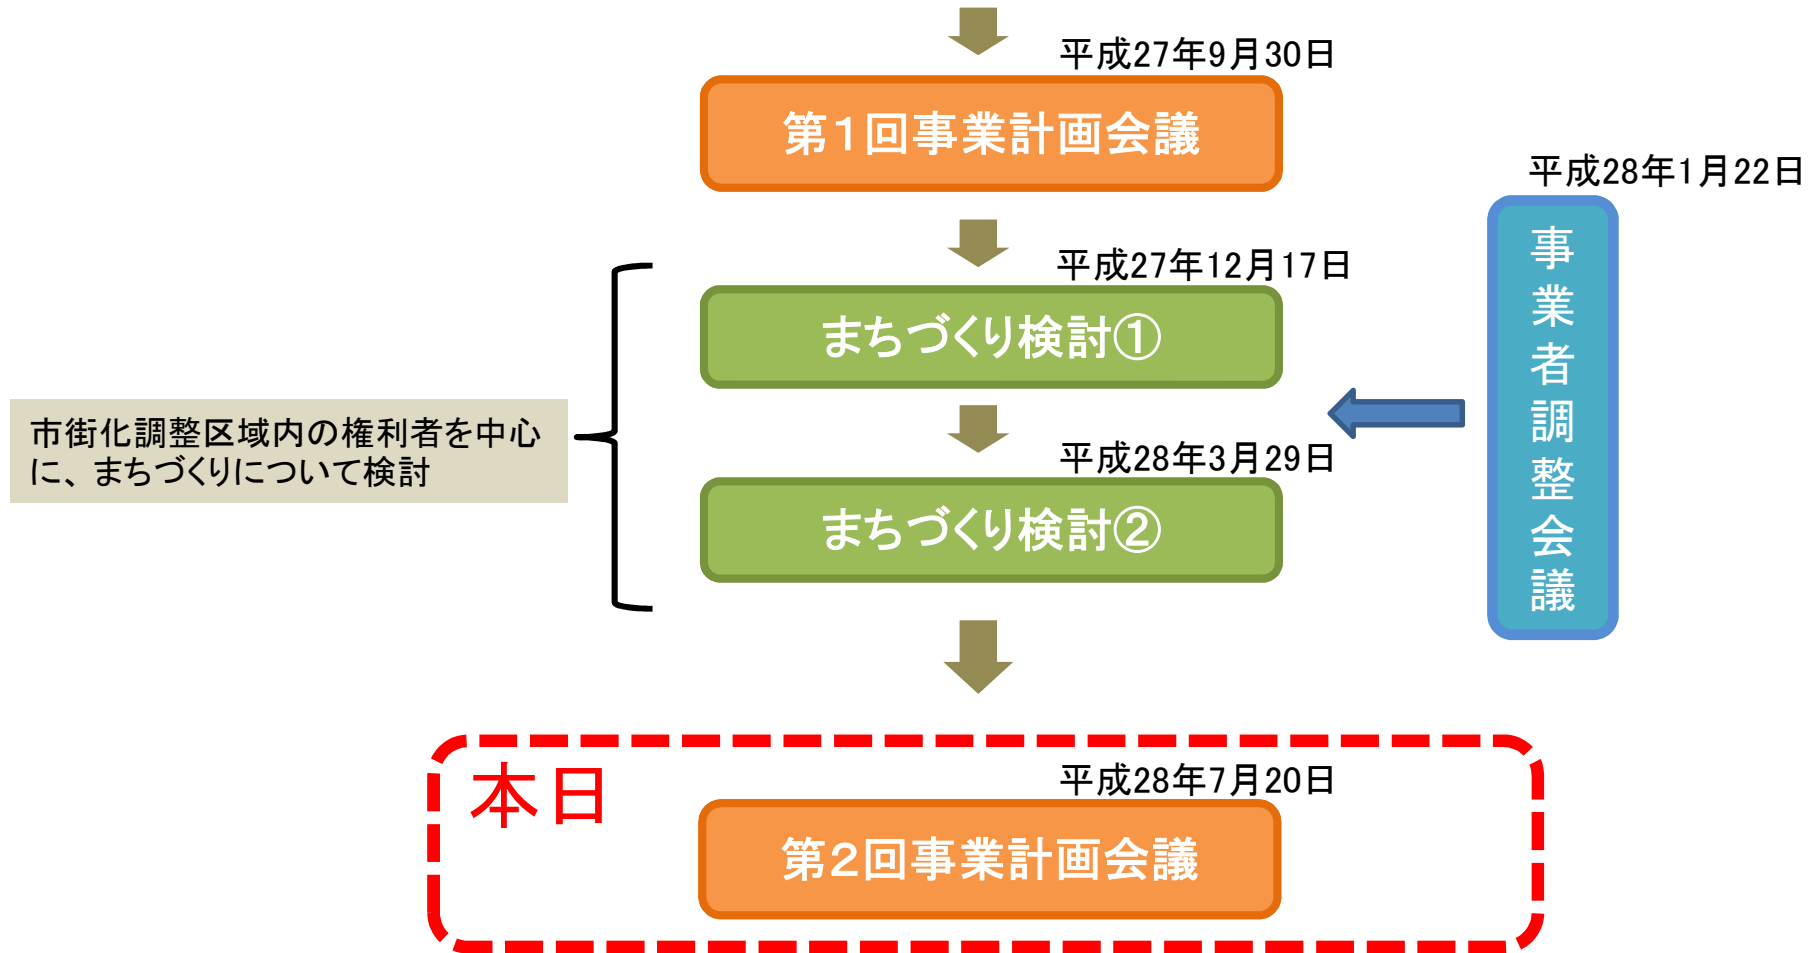 平成27年9月30日
第1回事業計画会議
平成28年1月22日
事業者調整会議
平成27年12月17日
まちづくり検討①
市街化調整区域内の権利者を中心
に、まちづくりについて検討
平成28年3月29日
まちづくり検討②
本日
平成28年7月20日
第2回事業計画会議